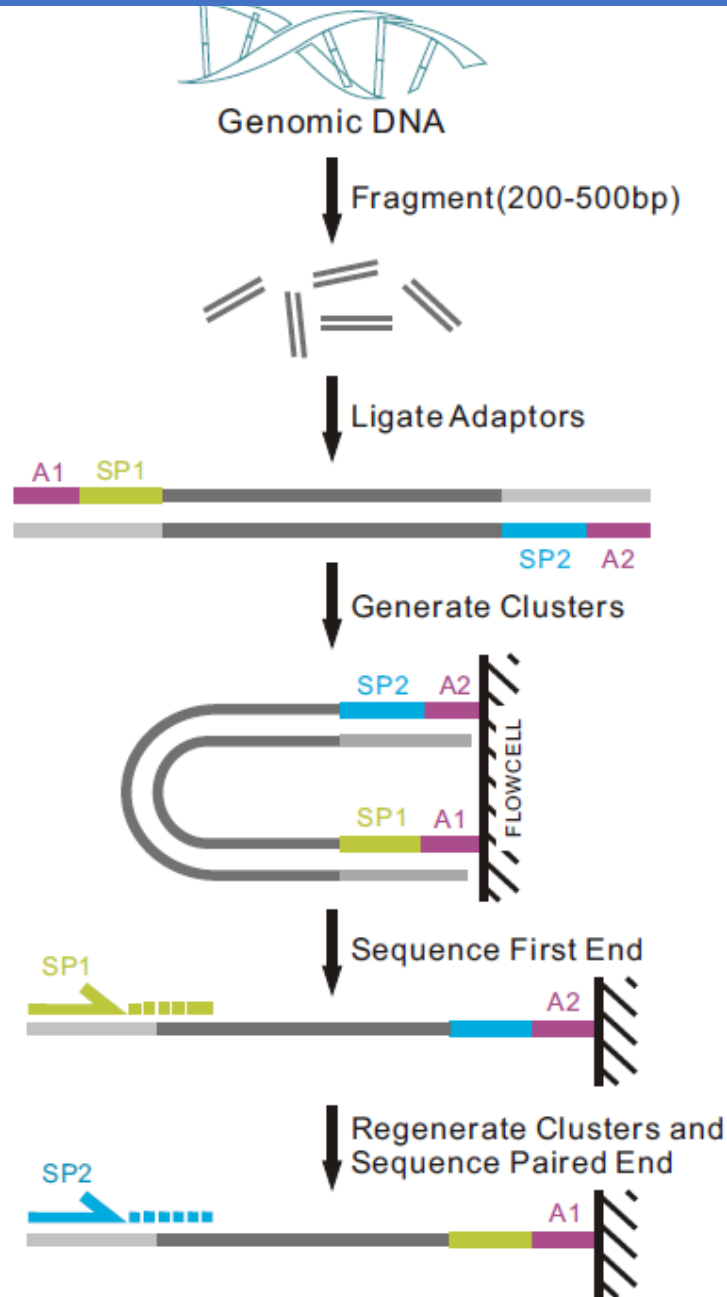 Genomic DNA
Fragment(200-500bp)
Ligate Adaptors
A1 SP1
SP2 A2
Generate Clusters
SP2 A2
FLOWCELL
SP1 A1
Sequence First End
SP1
A2
Regenerate Clusters and
Sequence Paired End
SP2
A1